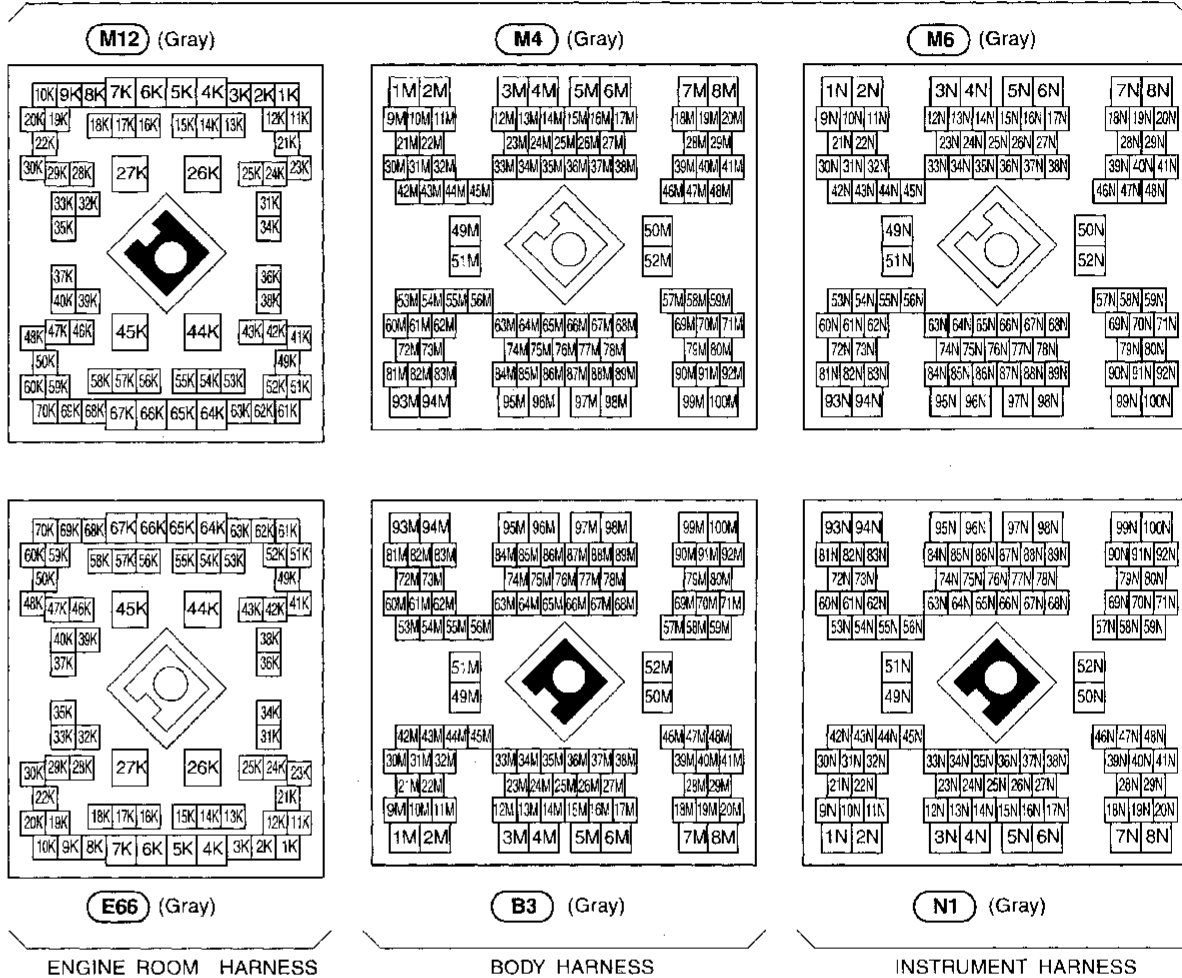 M12 (Gray)
M4 (Gray)
M6 (Gray)
10K 9K 8K 7K 6K 5K 4K 3K 2K 1K
20K 19K 18K 17K 16K 15K 14K 13K 12K 11K
22K 21K
30K 29K 28K 27K 26K 25K 24K 23K
33K 32K 31K
35K 34K
37K 36K
40K 39K 38K
48K 47K 46K 45K 44K 43K 42K 41K
50K 49K
60K 59K 58K 57K 56K 55K 54K 53K 52K 51K
70K 69K 68K 67K 66K 65K 64K 63K 62K 61K
1M 2M 3M 4M 5M 6M 7M 8M
9M 10M 11M 12M 13M 14M 15M 16M 17M 18M 19M 20M
21M 22M 23M 24M 25M 26M 27M 28M 29M
30M 31M 32M 33M 34M 35M 36M 37M 38M 39M 40M 41M
42M 43M 44M 45M 46M 47M 48M
49M 50M
51M 52M
53M 54M 55M 56M 57M 58M 59M
60M 61M 62M 63M 64M 65M 66M 67M 68M 69M 70M 71M
72M 73M 74M 75M 76M 77M 78M 79M 80M
81M 82M 83M 84M 85M 86M 87M 88M 89M 90M 91M 92M
93M 94M 95M 96M 97M 98M 99M 100M
1N 2N 3N 4N 5N 6N 7N 8N
9N 10N 11N 12N 13N 14N 15N 16N 17N 18N 19N 20N
21N 22N 23N 24N 25N 26N 27N 28N 29N
30N 31N 32N 33N 34N 35N 36N 37N 38N 39N 40N 41N
42N 43N 44N 45N 46N 47N 48N
49N 50N
51N 52N
53N 54N 55N 56N 57N 58N 59N
60N 61N 62N 63N 64N 65N 66N 67N 68N 69N 70N 71N
72N 73N 74N 75N 76N 77N 78N 79N 80N
81N 82N 83N 84N 85N 86N 87N 88N 89N 90N 91N 92N
93N 94N 95N 96N 97N 98N 99N 100N
70K 69K 68K 67K 66K 65K 64K 63K 62K 61K
60K 59K 58K 57K 56K 55K 54K 53K 52K 51K
50K 49K
48K 47K 46K 45K 44K 43K 42K 41K
40K 39K 38K
37K 36K
35K 34K
33K 32K 31K
30K 29K 28K 27K 26K 25K 24K 23K
22K 21K
20K 19K 18K 17K 16K 15K 14K 13K 12K 11K
10K 9K 8K 7K 6K 5K 4K 3K 2K 1K
93M 94M 95M 96M 97M 98M 99M 100M
81M 82M 83M 84M 85M 86M 87M 88M 89M 90M 91M 92M
72M 73M 74M 75M 76M 77M 78M 79M 80M
60M 61M 62M 63M 64M 65M 66M 67M 68M 69M 70M 71M
53M 54M 55M 56M 57M 58M 59M
51M 52M
49M 50M
42M 43M 44M 45M 46M 47M 48M
30M 31M 32M 33M 34M 35M 36M 37M 38M 39M 40M 41M
21M 22M 23M 24M 25M 26M 27M 28M 29M
9M 10M 11M 12M 13M 14M 15M 16M 17M 18M 19M 20M
1M 2M 3M 4M 5M 6M 7M 8M
93N 94N 95N 96N 97N 98N 99N 100N
81N 82N 83N 84N 85N 86N 87N 88N 89N 90N 91N 92N
72N 73N 74N 75N 76N 77N 78N 79N 80N
60N 61N 62N 63N 64N 65N 66N 67N 68N 69N 70N 71N
53N 54N 55N 56N 57N 58N 59N
51N 52N
49N 50N
42N 43N 44N 45N 46N 47N 48N
30N 31N 32N 33N 34N 35N 36N 37N 38N 39N 40N 41N
21N 22N 23N 24N 25N 26N 27N 28N 29N
9N 10N 11N 12N 13N 14N 15N 16N 17N 18N 19N 20N
1N 2N 3N 4N 5N 6N 7N 8N
E66 (Gray)
B3 (Gray)
N1 (Gray)
ENGINE ROOM HARNESS
BODY HARNESS
INSTRUMENT HARNESS